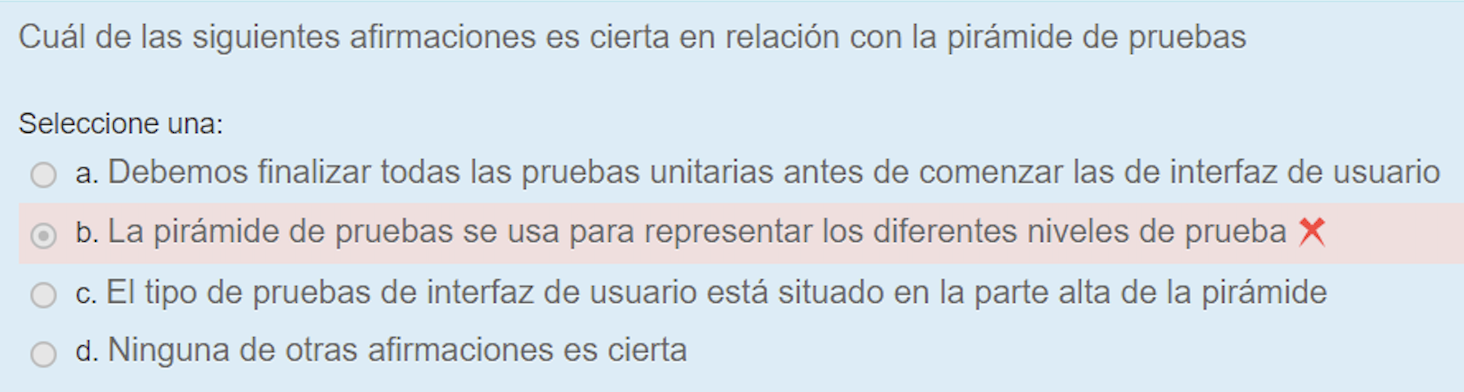 Cuál de las siguientes afirmaciones es cierta en relación con la pirámide de pruebas
Seleccione una:
a. Debemos finalizar todas las pruebas unitarias antes de comenzar las de interfaz de usuario
b. La pirámide de pruebas se usa para representar los diferentes niveles de prueba
c. El tipo de pruebas de interfaz de usuario está situado en la parte alta de la pirámide
d. Ninguna de otras afirmaciones es cierta